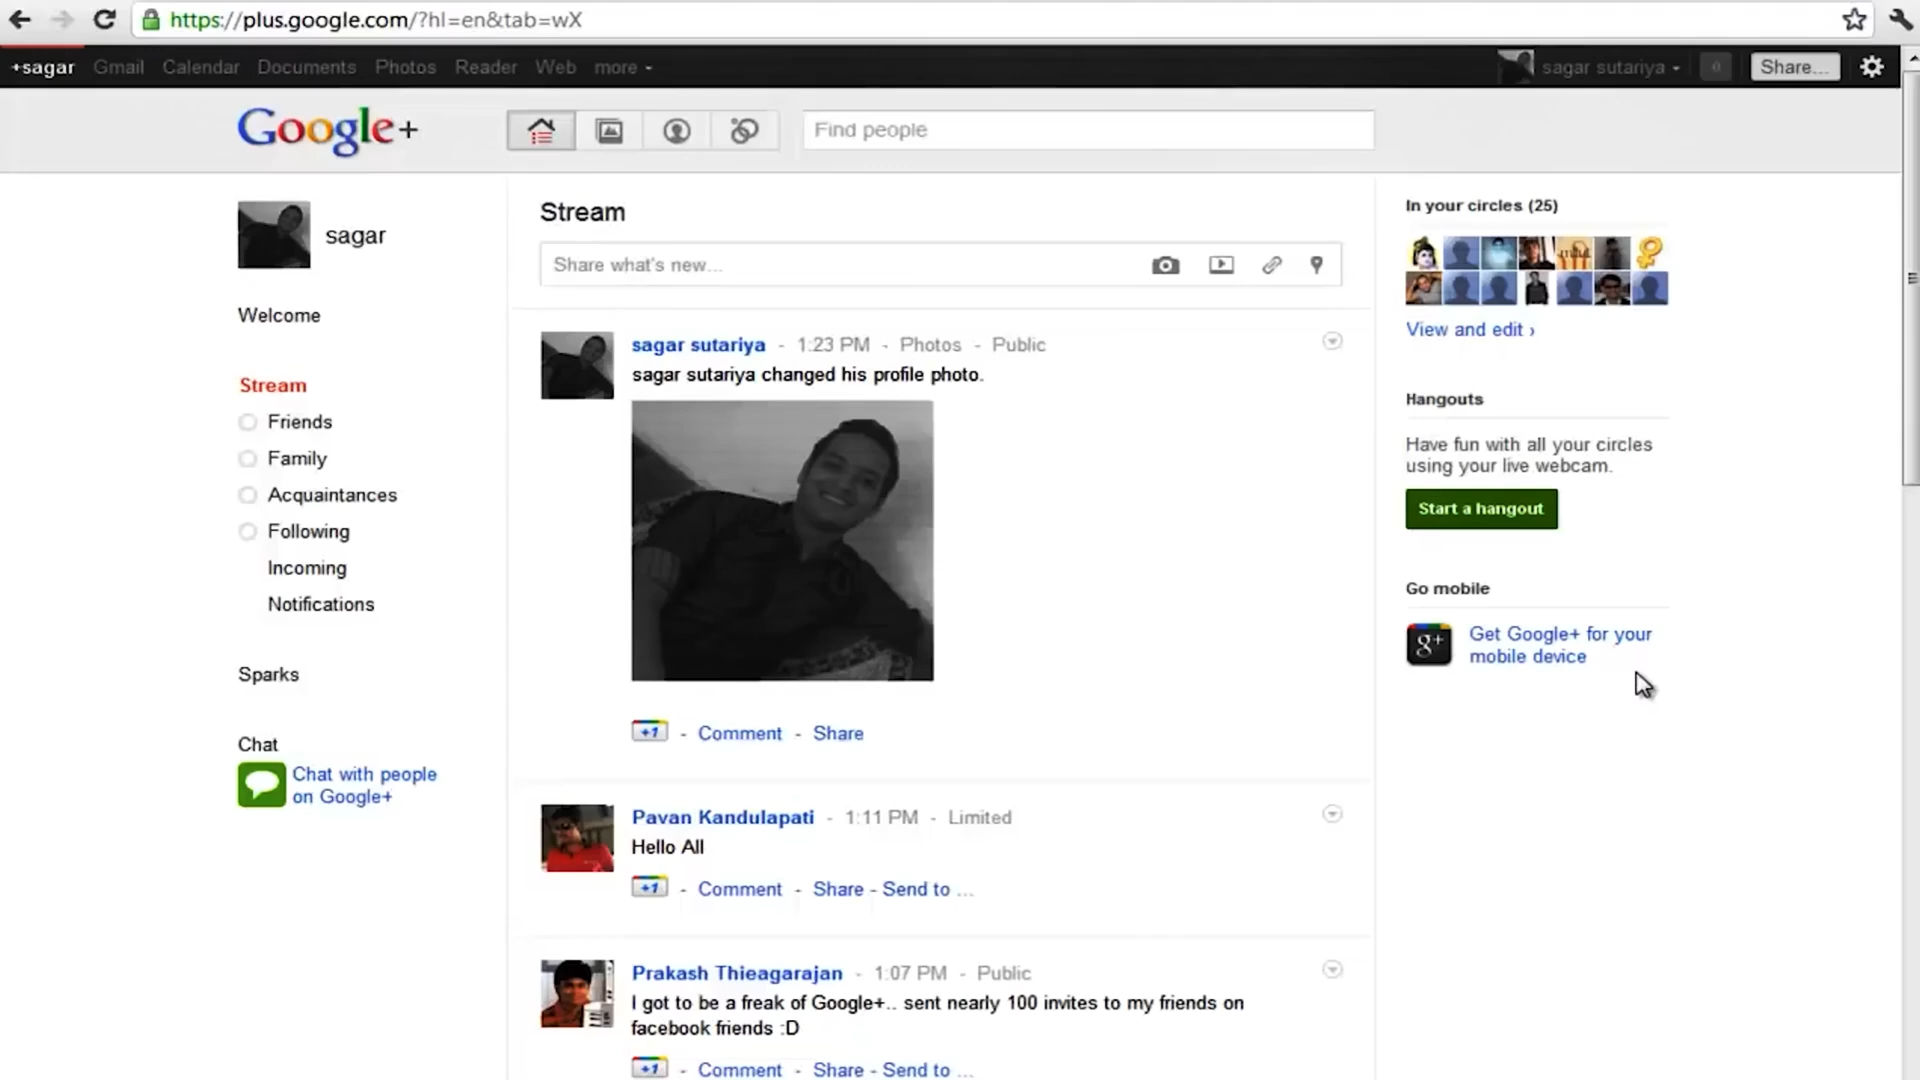 https://plus.google.com/?hl=en&tab=wX
+sagar Gmail Calendar Documents Photos Reader Web more sagar sutariya 0 Share...
Google+
Find people
sagar
Welcome
Stream
Friends
Family
Acquaintances
Following
Incoming
Notifications
Sparks
Chat
Chat with people
on Google+
Stream
Share what's new...
sagar sutariya - 1:23 PM - Photos - Public
sagar sutariya changed his profile photo.
+1 - Comment - Share
Pavan Kandulapati - 1:11 PM - Limited
Hello All
+1 - Comment - Share - Send to ...
Prakash Thieagarajan - 1:07 PM - Public
I got to be a freak of Google+.. sent nearly 100 invites to my friends on
facebook friends :D
+1 - Comment - Share - Send to ...
In your circles (25)
View and edit ›
Hangouts
Have fun with all your circles
using your live webcam.
Start a hangout
Go mobile
g+
Get Google+ for your
mobile device